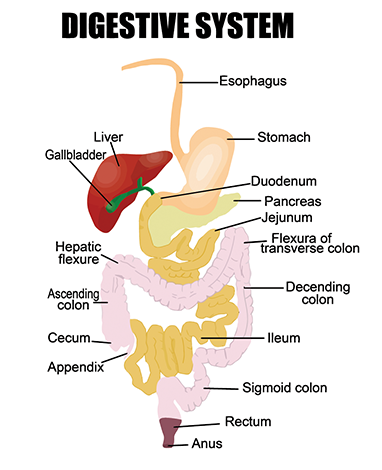 DIGESTIVE SYSTEM
Esophagus
Liver
Stomach
Gallbladder
Duodenum
Pancreas
Jejunum
Hepatic
flexure
Flexura of
transverse colon
Ascending
colon
Decending
colon
Cecum
Ileum
Appendix
Sigmoid colon
Rectum
Anus